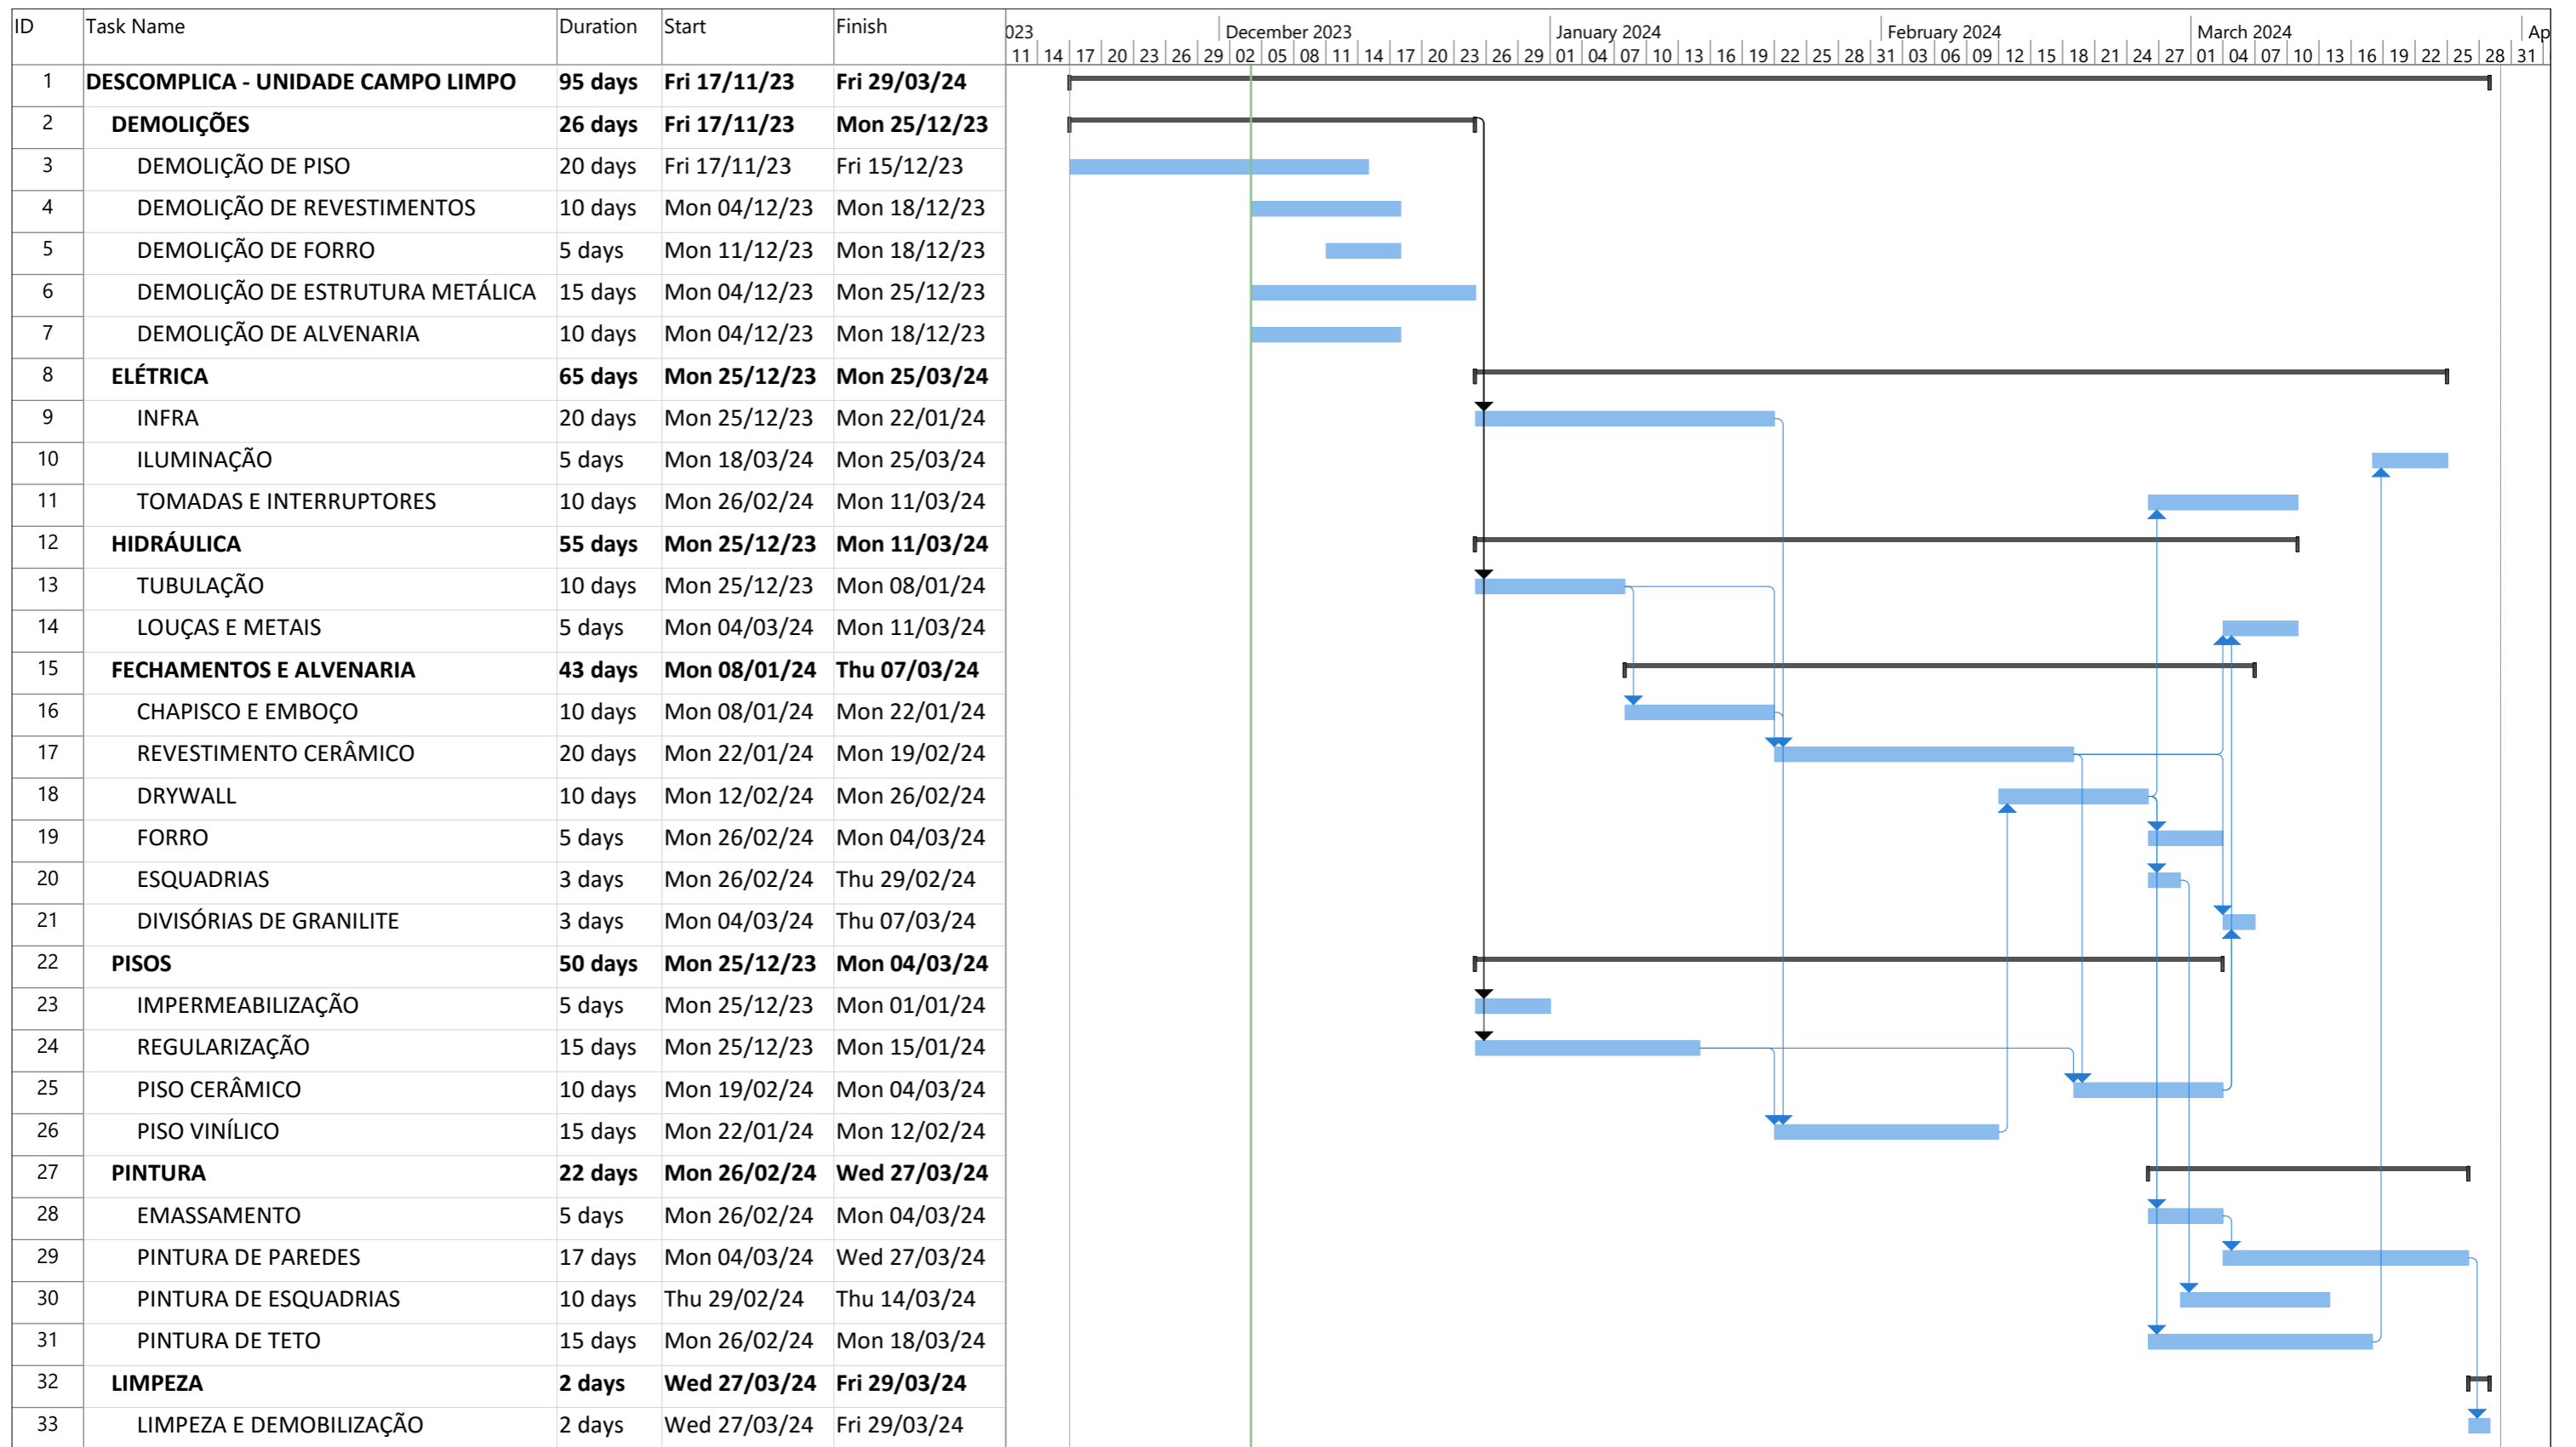 ID Task Name Duration Start Finish 023 December 2023 January 2024 February 2024 March 2024 Ap
11 14 17 20 23 26 29 02 05 08 11 14 17 20 23 26 29 01 04 07 10 13 16 19 22 25 28 31 03 06 09 12 15 18 21 24 27 01 04 07 10 13 16 19 22 25 28 31
1 DESCOMPLICA - UNIDADE CAMPO LIMPO 95 days Fri 17/11/23 Fri 29/03/24
2 DEMOLIÇÕES 26 days Fri 17/11/23 Mon 25/12/23
3 DEMOLIÇÃO DE PISO 20 days Fri 17/11/23 Fri 15/12/23
4 DEMOLIÇÃO DE REVESTIMENTOS 10 days Mon 04/12/23 Mon 18/12/23
5 DEMOLIÇÃO DE FORRO 5 days Mon 11/12/23 Mon 18/12/23
6 DEMOLIÇÃO DE ESTRUTURA METÁLICA 15 days Mon 04/12/23 Mon 25/12/23
7 DEMOLIÇÃO DE ALVENARIA 10 days Mon 04/12/23 Mon 18/12/23
8 ELÉTRICA 65 days Mon 25/12/23 Mon 25/03/24
9 INFRA 20 days Mon 25/12/23 Mon 22/01/24
10 ILUMINAÇÃO 5 days Mon 18/03/24 Mon 25/03/24
11 TOMADAS E INTERRUPTORES 10 days Mon 26/02/24 Mon 11/03/24
12 HIDRÁULICA 55 days Mon 25/12/23 Mon 11/03/24
13 TUBULAÇÃO 10 days Mon 25/12/23 Mon 08/01/24
14 LOUÇAS E METAIS 5 days Mon 04/03/24 Mon 11/03/24
15 FECHAMENTOS E ALVENARIA 43 days Mon 08/01/24 Thu 07/03/24
16 CHAPISCO E EMBOÇO 10 days Mon 08/01/24 Mon 22/01/24
17 REVESTIMENTO CERÂMICO 20 days Mon 22/01/24 Mon 19/02/24
18 DRYWALL 10 days Mon 12/02/24 Mon 26/02/24
19 FORRO 5 days Mon 26/02/24 Mon 04/03/24
20 ESQUADRIAS 3 days Mon 26/02/24 Thu 29/02/24
21 DIVISÓRIAS DE GRANILITE 3 days Mon 04/03/24 Thu 07/03/24
22 PISOS 50 days Mon 25/12/23 Mon 04/03/24
23 IMPERMEABILIZAÇÃO 5 days Mon 25/12/23 Mon 01/01/24
24 REGULARIZAÇÃO 15 days Mon 25/12/23 Mon 15/01/24
25 PISO CERÂMICO 10 days Mon 19/02/24 Mon 04/03/24
26 PISO VINÍLICO 15 days Mon 22/01/24 Mon 12/02/24
27 PINTURA 22 days Mon 26/02/24 Wed 27/03/24
28 EMASSAMENTO 5 days Mon 26/02/24 Mon 04/03/24
29 PINTURA DE PAREDES 17 days Mon 04/03/24 Wed 27/03/24
30 PINTURA DE ESQUADRIAS 10 days Thu 29/02/24 Thu 14/03/24
31 PINTURA DE TETO 15 days Mon 26/02/24 Mon 18/03/24
32 LIMPEZA 2 days Wed 27/03/24 Fri 29/03/24
33 LIMPEZA E DEMOBILIZAÇÃO 2 days Wed 27/03/24 Fri 29/03/24